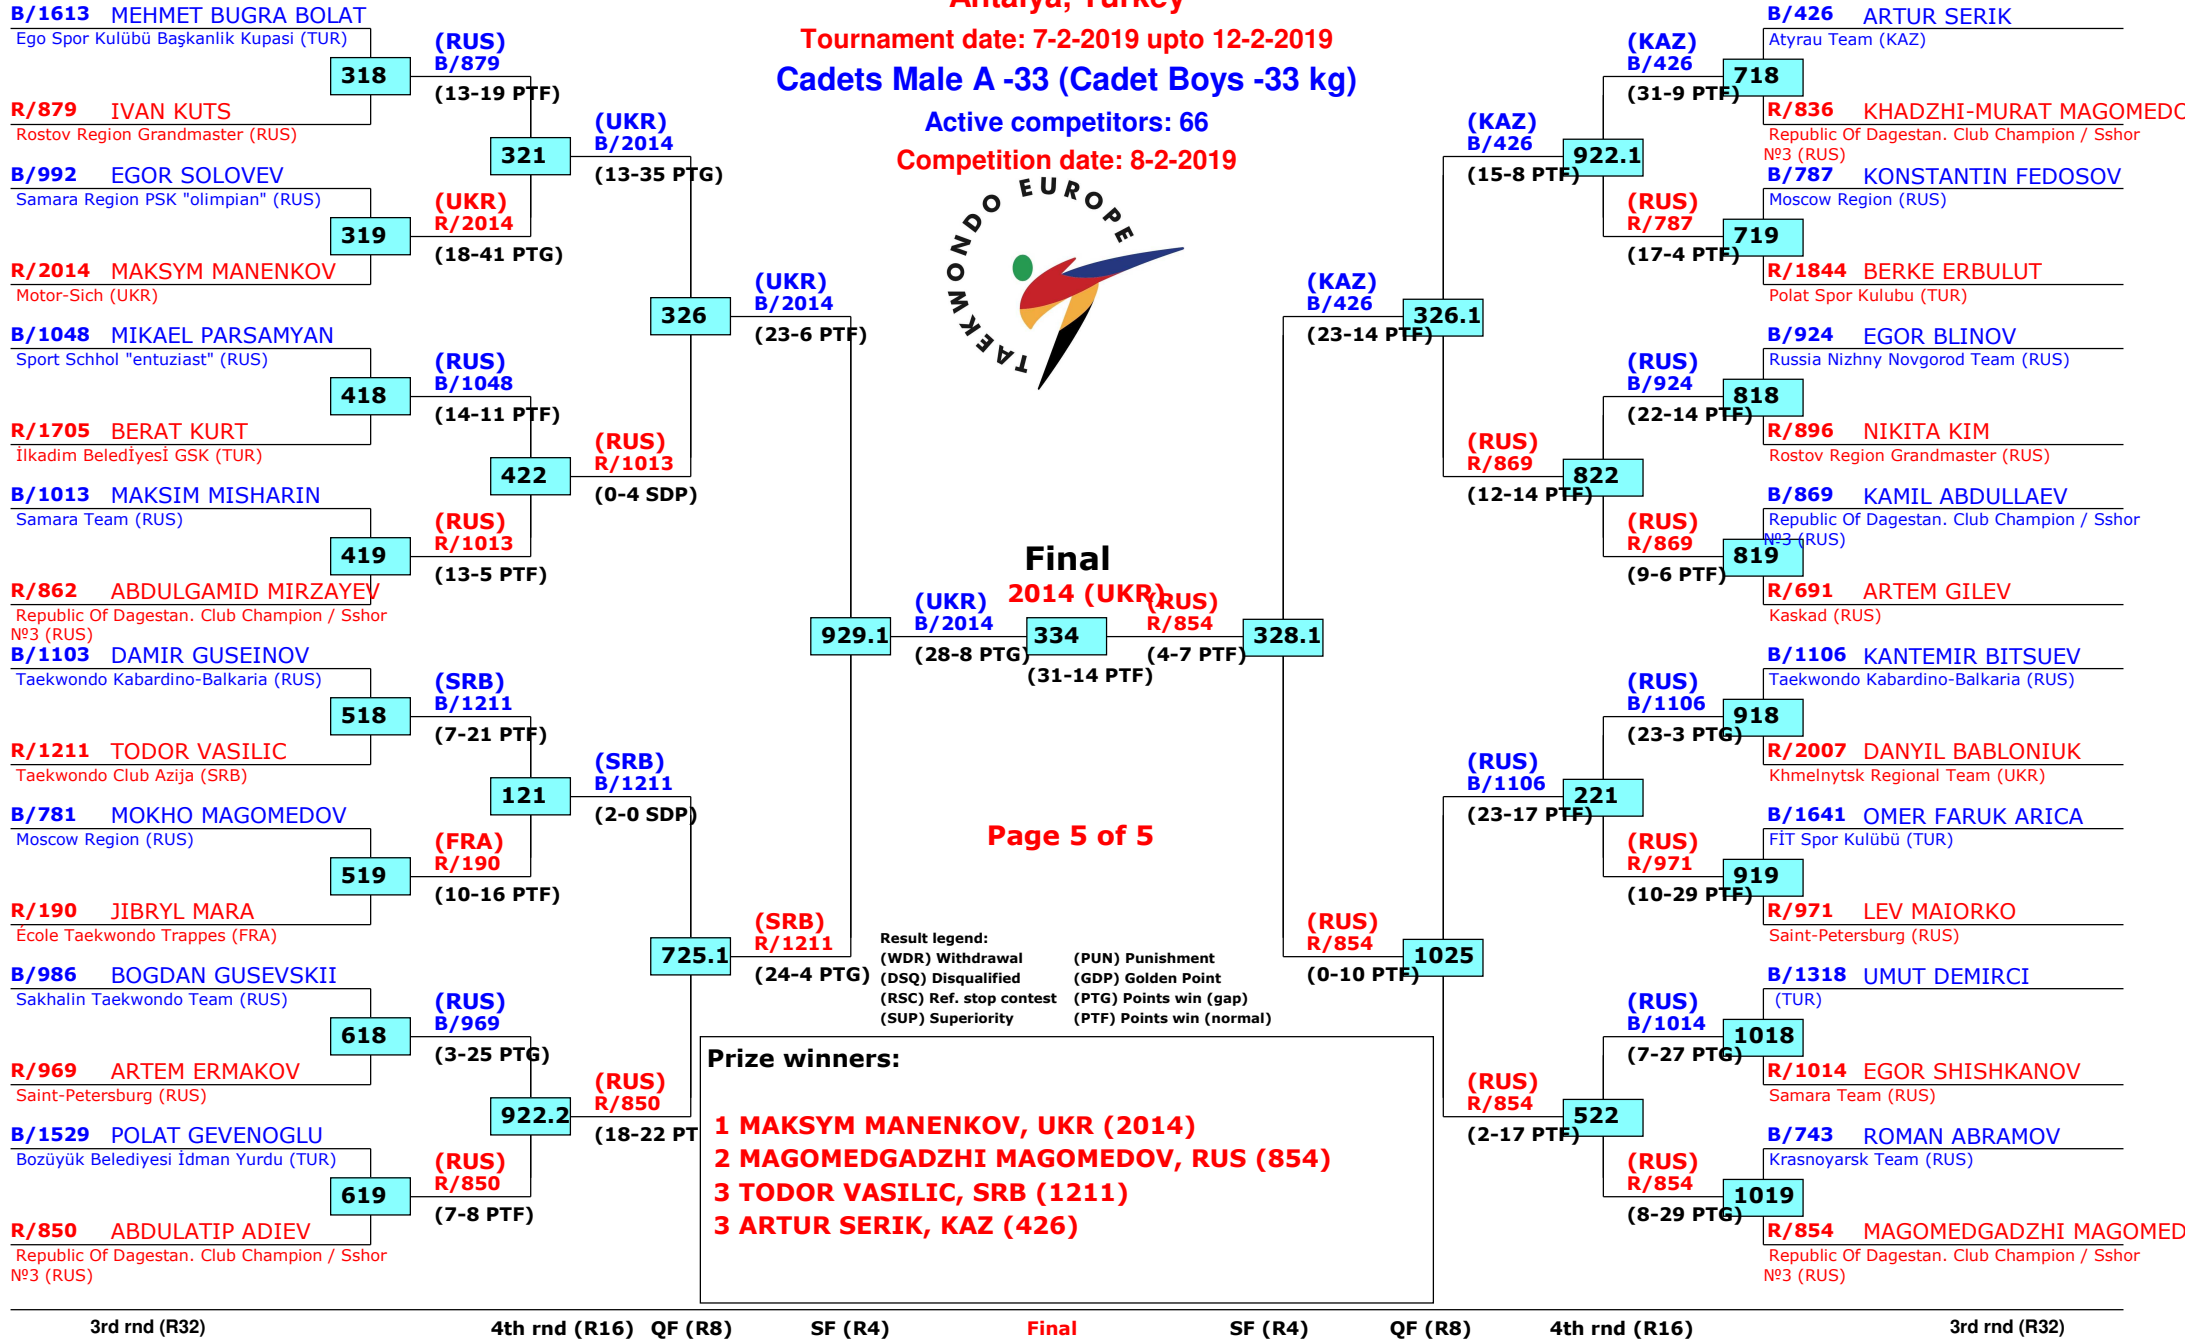 Antalya, Turkey
Tournament date: 7-2-2019 upto 12-2-2019
Cadets Male A -33 (Cadet Boys -33 kg)
Active competitors: 66
Competition date: 8-2-2019
TAEKWONDO EUROPE
B/1613 MEHMET BUGRA BOLAT
Ego Spor Kulübü Başkanlik Kupasi (TUR)
318
R/879 IVAN KUTS
Rostov Region Grandmaster (RUS)
B/992 EGOR SOLOVEV
Samara Region PSK "olimpian" (RUS)
319
R/2014 MAKSYM MANENKOV
Motor-Sich (UKR)
B/1048 MIKAEL PARSAMYAN
Sport Schhol "entuziast" (RUS)
418
R/1705 BERAT KURT
İlkadim Beledİyesİ GSK (TUR)
B/1013 MAKSIM MISHARIN
Samara Team (RUS)
419
R/862 ABDULGAMID MIRZAYEV
Republic Of Dagestan. Club Champion / Sshor
№3 (RUS)
B/1103 DAMIR GUSEINOV
Taekwondo Kabardino-Balkaria (RUS)
518
R/1211 TODOR VASILIC
Taekwondo Club Azija (SRB)
B/781 MOKHO MAGOMEDOV
Moscow Region (RUS)
519
R/190 JIBRYL MARA
École Taekwondo Trappes (FRA)
B/986 BOGDAN GUSEVSKII
Sakhalin Taekwondo Team (RUS)
618
R/969 ARTEM ERMAKOV
Saint-Petersburg (RUS)
B/1529 POLAT GEVENOGLU
Bozüyük Belediyesi İdman Yurdu (TUR)
619
R/850 ABDULATIP ADIEV
Republic Of Dagestan. Club Champion / Sshor
№3 (RUS)
(RUS)
B/879
(13-19 PTF)
321
(UKR)
R/2014
(18-41 PTG)
(RUS)
B/1048
(14-11 PTF)
422
(RUS)
R/1013
(13-5 PTF)
(SRB)
B/1211
(7-21 PTF)
121
(FRA)
R/190
(10-16 PTF)
(RUS)
B/969
(3-25 PTG)
922.2
(RUS)
R/850
(7-8 PTF)
(UKR)
B/2014
(13-35 PTG)
326
(RUS)
R/1013
(0-4 SDP)
(SRB)
B/1211
(2-0 SDP)
725.1
(RUS)
R/850
(18-22 PT
(UKR)
B/2014
(23-6 PTF)
929.1
(SRB)
R/1211
(24-4 PTG)
(UKR)
B/2014
(28-8 PTG)
Final
2014 (UKR)
334
(31-14 PTF)
(RUS)
R/854
(4-7 PTF)
328.1
(KAZ)
B/426
(23-14 PTF)
326.1
(RUS)
R/854
(0-10 PTF)
1025
(KAZ)
B/426
(15-8 PTF)
922.1
(RUS)
R/869
(12-14 PTF)
822
(RUS)
B/1106
(23-17 PTF)
221
(RUS)
R/854
(2-17 PTF)
522
(KAZ)
B/426
(31-9 PTF)
718
(RUS)
R/787
(17-4 PTF)
719
(RUS)
B/924
(22-14 PTF)
818
(RUS)
R/869
(9-6 PTF)
819
(RUS)
B/1106
(23-3 PTG)
918
(RUS)
R/971
(10-29 PTF)
919
(RUS)
B/1014
(7-27 PTG)
1018
(RUS)
R/854
(8-29 PTG)
1019
B/426 ARTUR SERIK
Atyrau Team (KAZ)
R/836 KHADZHI-MURAT MAGOMEDO
Republic Of Dagestan. Club Champion / Sshor
№3 (RUS)
B/787 KONSTANTIN FEDOSOV
Moscow Region (RUS)
R/1844 BERKE ERBULUT
Polat Spor Kulubu (TUR)
B/924 EGOR BLINOV
Russia Nizhny Novgorod Team (RUS)
R/896 NIKITA KIM
Rostov Region Grandmaster (RUS)
B/869 KAMIL ABDULLAEV
Republic Of Dagestan. Club Champion / Sshor
№3 (RUS)
R/691 ARTEM GILEV
Kaskad (RUS)
B/1106 KANTEMIR BITSUEV
Taekwondo Kabardino-Balkaria (RUS)
R/2007 DANYIL BABLONIUK
Khmelnytsk Regional Team (UKR)
B/1641 OMER FARUK ARICA
FİT Spor Kulübü (TUR)
R/971 LEV MAIORKO
Saint-Petersburg (RUS)
B/1318 UMUT DEMIRCI
(TUR)
R/1014 EGOR SHISHKANOV
Samara Team (RUS)
B/743 ROMAN ABRAMOV
Krasnoyarsk Team (RUS)
R/854 MAGOMEDGADZHI MAGOMED
Republic Of Dagestan. Club Champion / Sshor
№3 (RUS)
Page 5 of 5
Result legend:
(WDR) Withdrawal (PUN) Punishment
(DSQ) Disqualified (GDP) Golden Point
(RSC) Ref. stop contest (PTG) Points win (gap)
(SUP) Superiority (PTF) Points win (normal)
Prize winners:
1 MAKSYM MANENKOV, UKR (2014)
2 MAGOMEDGADZHI MAGOMEDOV, RUS (854)
3 TODOR VASILIC, SRB (1211)
3 ARTUR SERIK, KAZ (426)
3rd rnd (R32) 4th rnd (R16) QF (R8) SF (R4) Final SF (R4) QF (R8) 4th rnd (R16) 3rd rnd (R32)